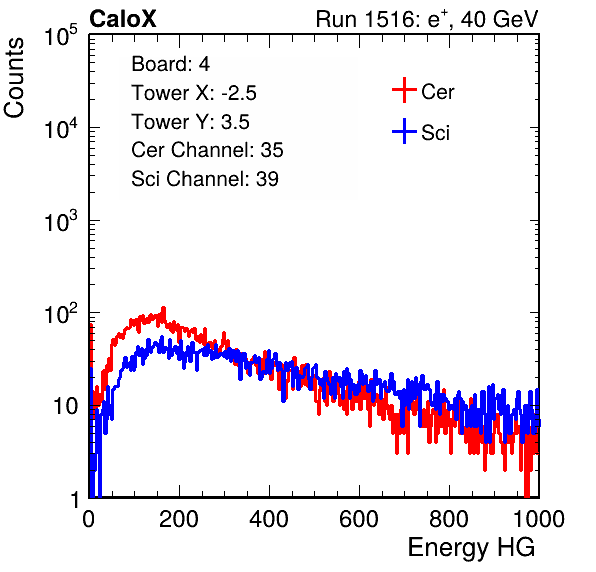 CaloX Run 1516: e⁺, 40 GeV
Counts
Board: 4
Tower X: -2.5
Tower Y: 3.5
Cer Channel: 35
Sci Channel: 39
Cer
Sci
10⁵
10⁴
10³
10²
10
1
0 200 400 600 800 1000
Energy HG